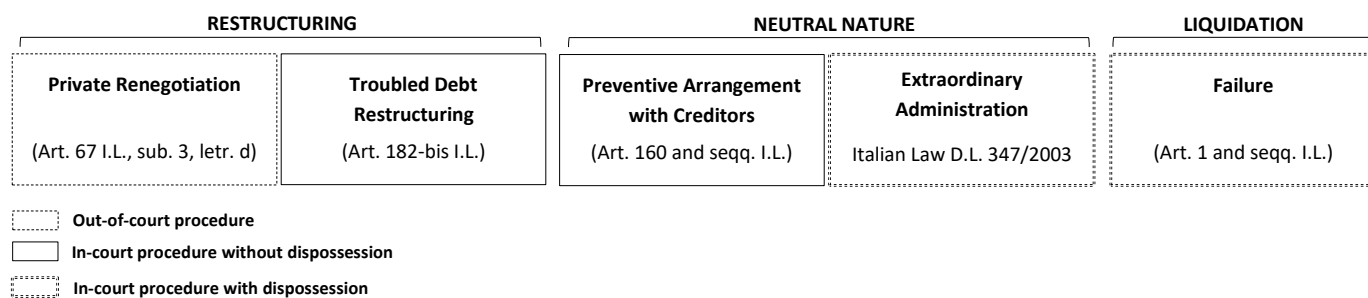 RESTRUCTURING
NEUTRAL NATURE
LIQUIDATION
Private Renegotiation
(Art. 67 I.L., sub. 3, letr. d)
Troubled Debt
Restructuring
(Art. 182-bis I.L.)
Preventive Arrangement
with Creditors
(Art. 160 and seqq. I.L.)
Extraordinary
Administration
Italian Law D.L. 347/2003
Failure
(Art. 1 and seqq. I.L.)
Out-of-court procedure
In-court procedure without dispossession
In-court procedure with dispossession